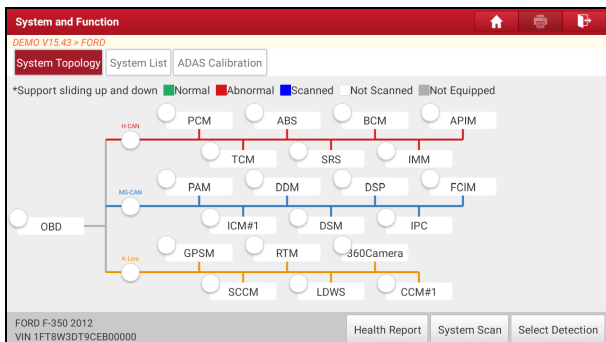 System and Function
DEMO V15.43 > FORD
System Topology System List ADAS Calibration
*Support sliding up and down Normal Abnormal Scanned Not Scanned Not Equipped
PCM ABS BCM APIM
H-CAN
TCM SRS IMM
PAM DDM DSP FCIM
MS-CAN
OBD ICM#1 DSM IPC
GPSM RTM 360Camera
K-Line
SCCM LDWS CCM#1
FORD F-350 2012
VIN 1FT8W3DT9CEB00000
Health Report System Scan Select Detection